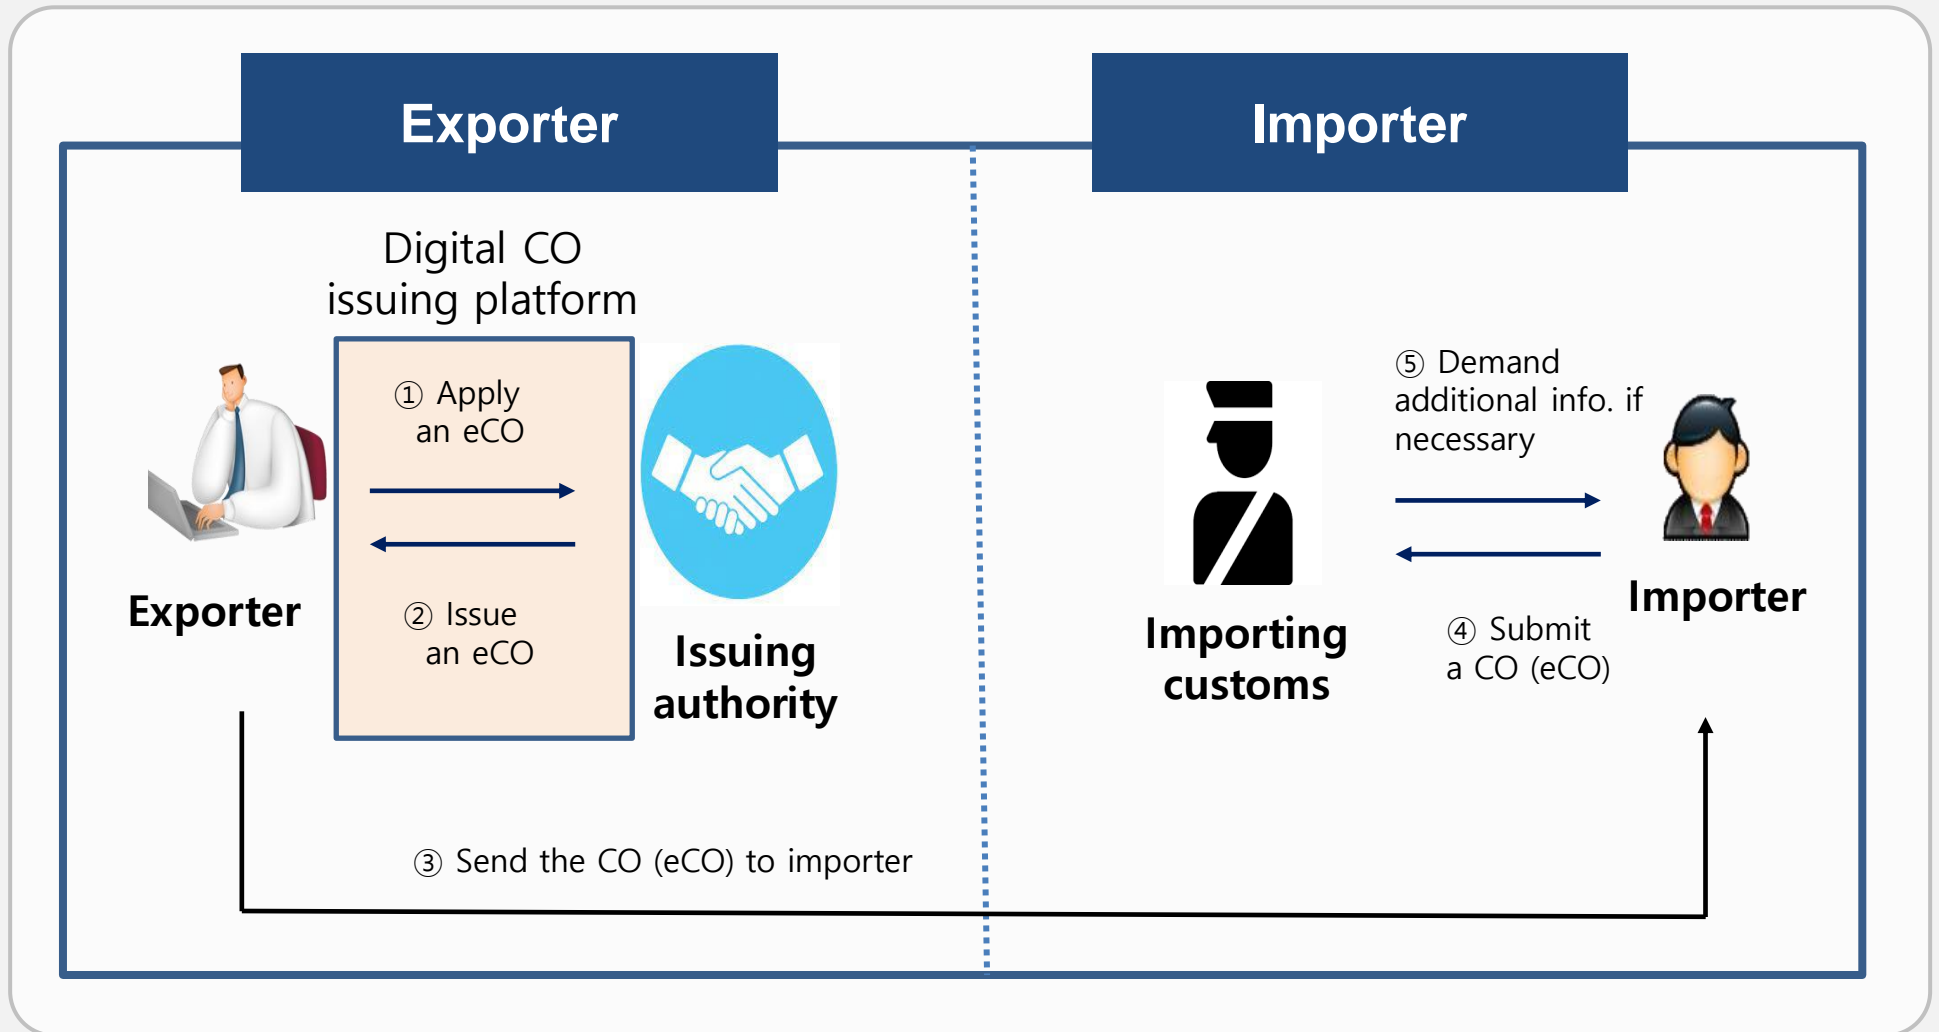 Exporter
Importer
Digital CO
issuing platform
① Apply
an eCO
② Issue
an eCO
Exporter
Issuing
authority
⑤ Demand
additional info. if
necessary
Importing
customs
Importer
④ Submit
a CO (eCO)
③ Send the CO (eCO) to importer